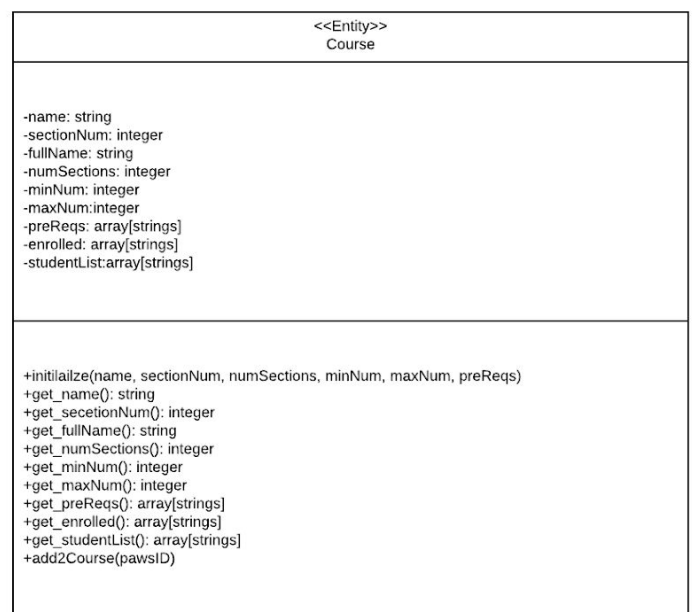 <<Entity>>
Course
-name: string
-sectionNum: integer
-fullName: string
-numSections: integer
-minNum: integer
-maxNum:integer
-preReqs: array[strings]
-enrolled: array[strings]
-studentList:array[strings]
+initilailze(name, sectionNum, numSections, minNum, maxNum, preReqs)
+get_name(): string
+get_secetionNum(): integer
+get_fullName(): string
+get_numSections(): integer
+get_minNum(): integer
+get_maxNum(): integer
+get_preReqs(): array[strings]
+get_enrolled(): array[strings]
+get_studentList(): array[strings]
+add2Course(pawsID)